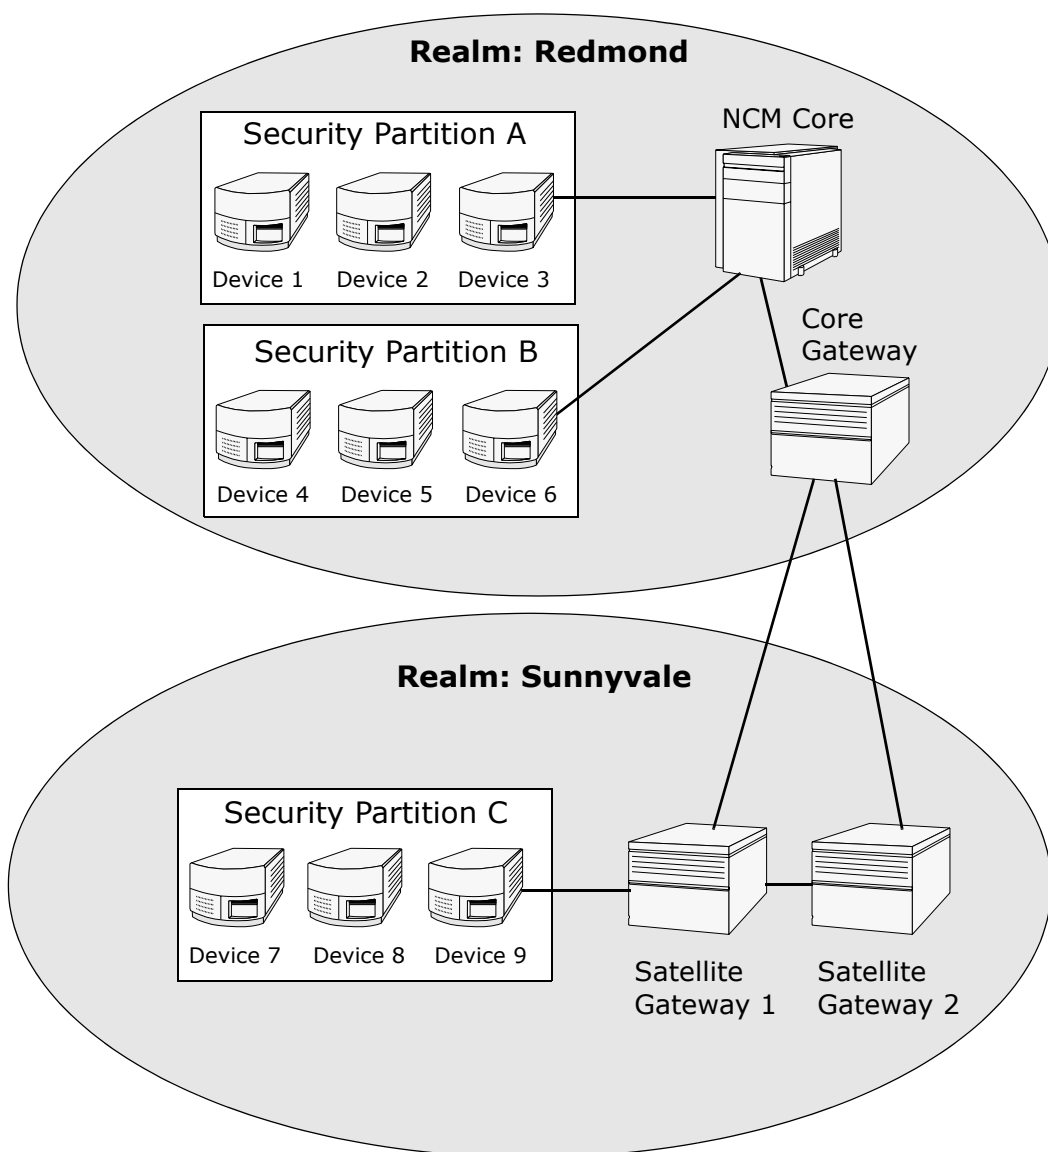 Realm: Redmond
Security Partition A
NCM Core
Device 1
Device 2
Device 3
Core
Gateway
Security Partition B
Device 4
Device 5
Device 6
Realm: Sunnyvale
Security Partition C
Device 7
Device 8
Device 9
Satellite
Gateway 1
Satellite
Gateway 2